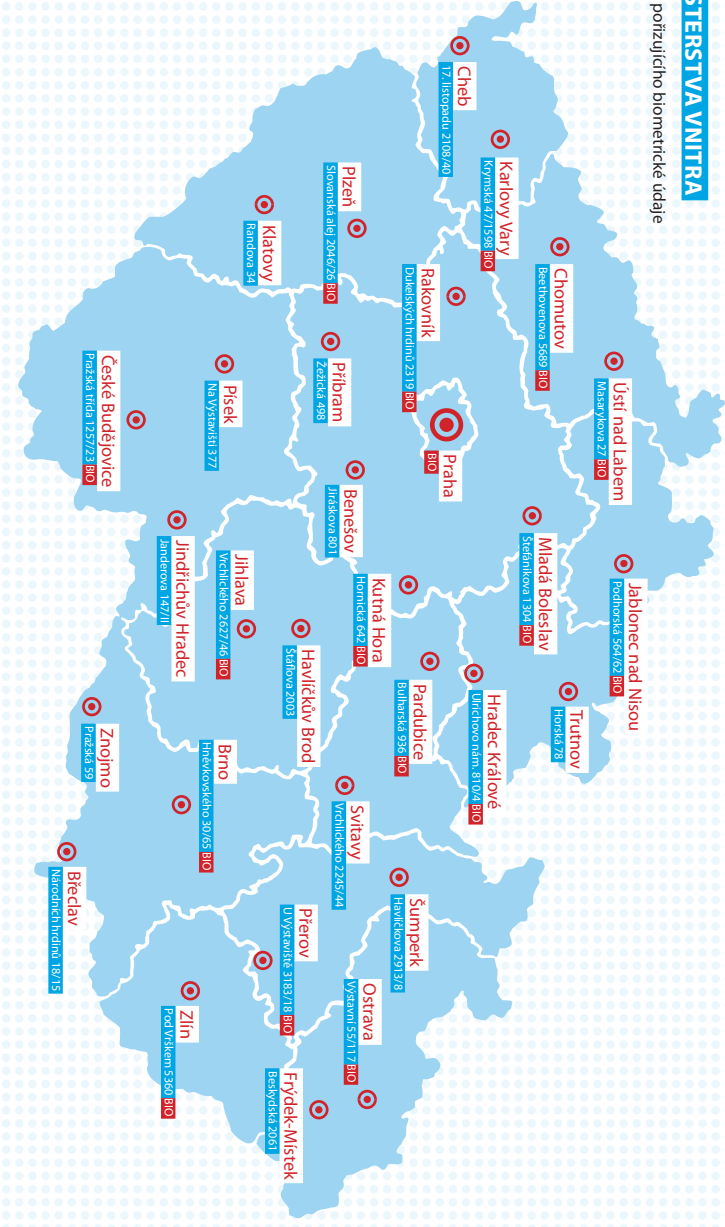 STERSTVA VNITRA
pořizujícího biometrické údaje
Cheb
17. listopadu 2108/40
Karlovy Vary
Krymská 47/1598 BIO
Chomutov
Beethovenova 5689 BIO
Ústí nad Labem
Masarykova 27 BIO
Jablonec nad Nisou
Podhorská 564/62 BIO
Trutnov
Horská 78
Mladá Boleslav
Štefánikova 1304 BIO
Hradec Králové
Ulrichovo nám. 810/4 BIO
Plzeň
Slovanská alej 2046/26 BIO
Rakovník
Dukelských hrdinů 2319 BIO
Praha
BIO
Kutná Hora
Hornická 642 BIO
Pardubice
Bulharská 936 BIO
Klatovy
Randova 34
Příbram
Žežická 498
Benešov
Jiráskova 801
Havlíčkův Brod
Štáflova 2003
Svitavy
Vrchlického 2245/44
Šumperk
Havlíčkova 2913/8
Ostrava
Výstavní 55/117 BIO
Písek
Na Výstavišti 377
Jihlava
Vrchlického 2627/46 BIO
Přerov
U Výstaviště 3183/18 BIO
Frýdek-Místek
Beskydská 2061
České Budějovice
Pražská třída 1257/23 BIO
Jindřichův Hradec
Janderova 147/II
Brno
Hněvkovského 30/65 BIO
Zlín
Pod Vrškem 5360 BIO
Znojmo
Pražská 59
Břeclav
Národních hrdinů 18/15